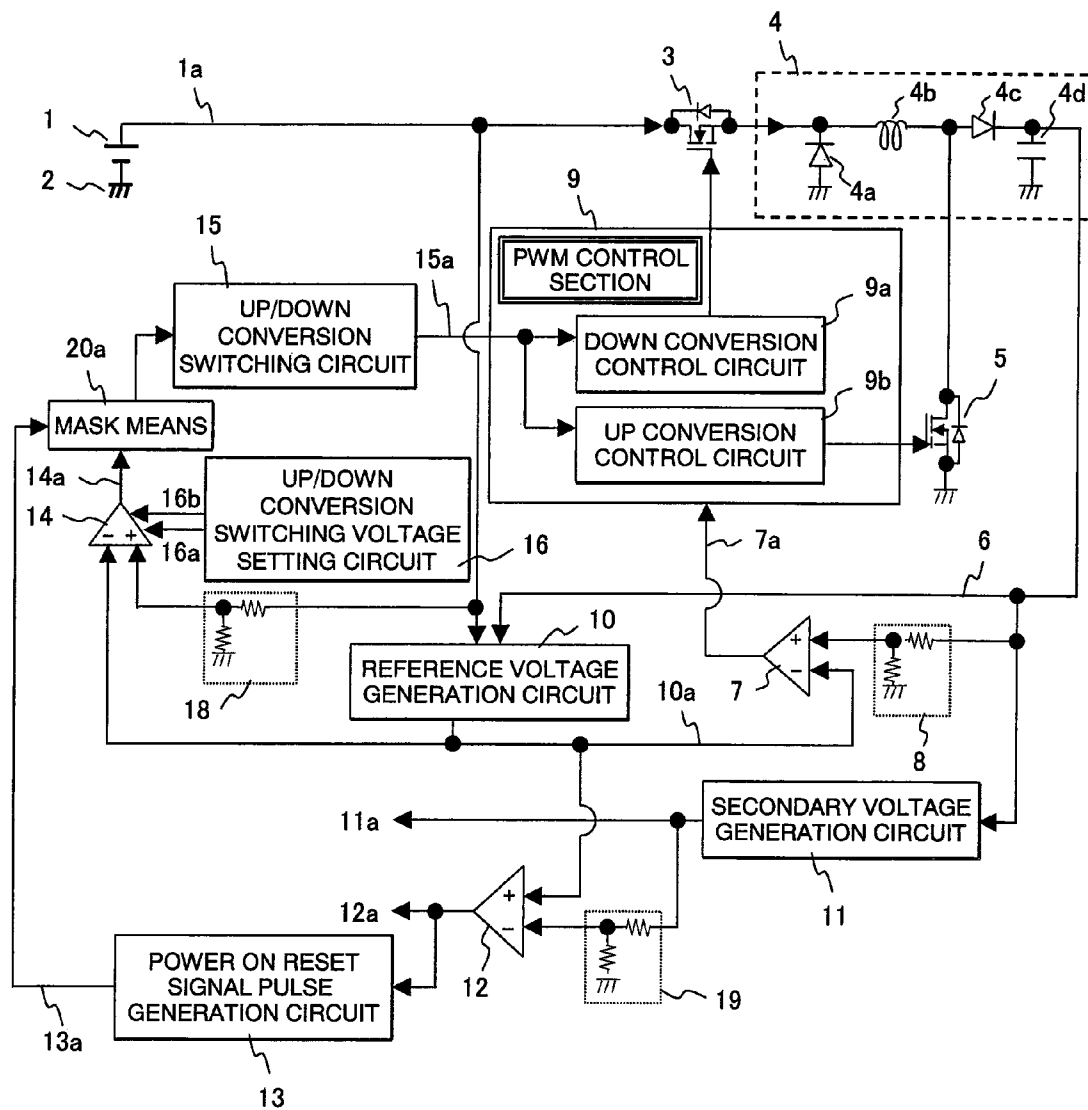 4
3
1a
4b
4c
4d
1
2
4a
9
15
15a
PWM CONTROL
SECTION
UP/DOWN
CONVERSION
SWITCHING CIRCUIT
9a
DOWN CONVERSION
CONTROL CIRCUIT
20a
9b
5
MASK MEANS
UP CONVERSION
CONTROL CIRCUIT
14a
16b
14
- +
16a
UP/DOWN
CONVERSION
SWITCHING VOLTAGE
SETTING CIRCUIT
16
7a
6
10
+
-
7
18
REFERENCE VOLTAGE
GENERATION CIRCUIT
10a
8
11a
SECONDARY VOLTAGE
GENERATION CIRCUIT
11
12a
+
-
12
POWER ON RESET
SIGNAL PULSE
GENERATION CIRCUIT
19
13a
13